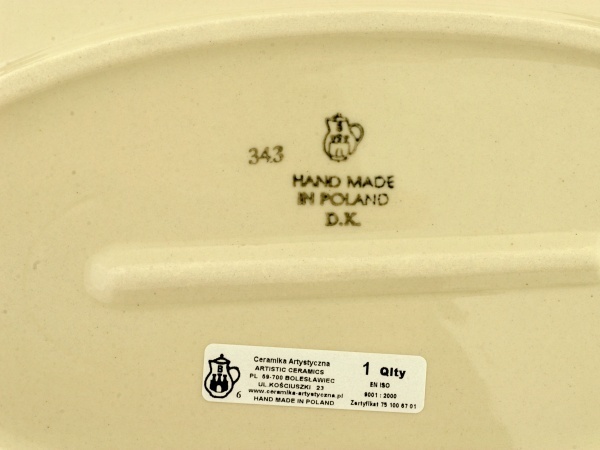 343
B
HAND MADE
IN POLAND
D.K.
B
6
Ceramika Artystyczna
ARTISTIC CERAMICS
PL 59-700 BOLESŁAWIEC
UL.KOŚCIUSZKI 23
www.ceramika-artystyczna.pl
HAND MADE IN POLAND
1 Qlty
EN ISO
9001 : 2000
Zertyfikat 75 100 67 01